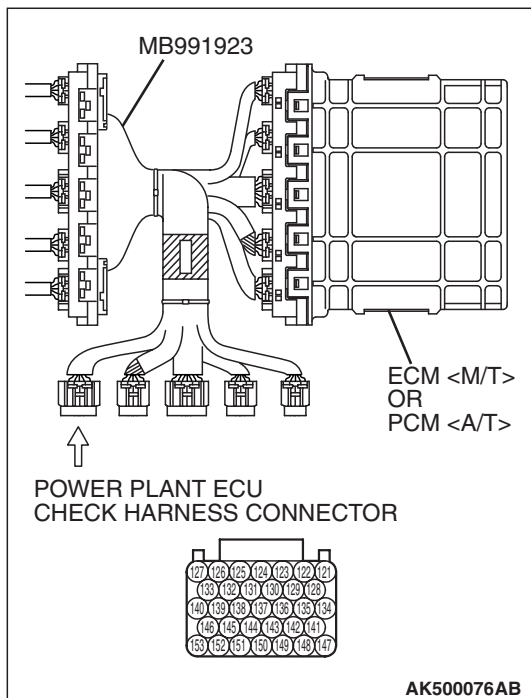 MB991923
ECM <M/T>
OR
PCM <A/T>
POWER PLANT ECU
CHECK HARNESS CONNECTOR
127 126 125 124 123 122 121
133 132 131 130 129 128
140 139 138 137 136 135 134
146 145 144 143 142 141
153 152 151 150 149 148 147
AK500076AB